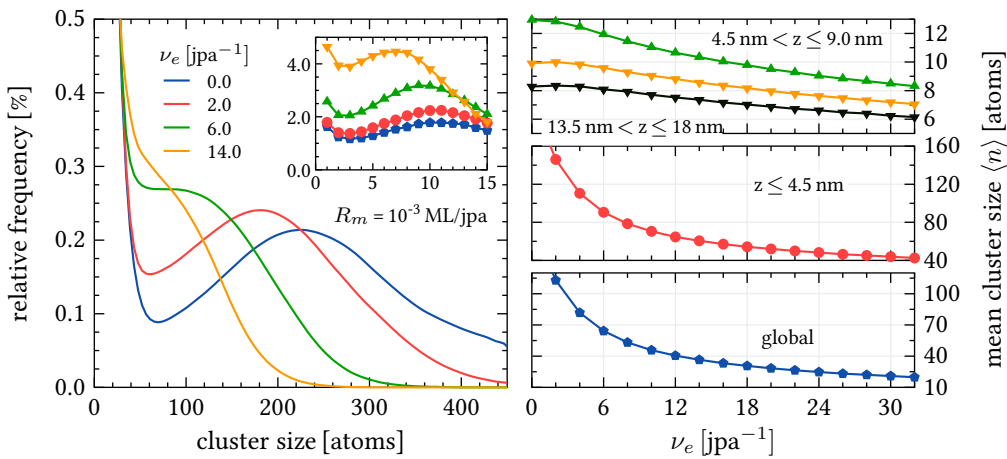 0.5
0.4
0.3
0.2
0.1
0.0
relative frequency [%]
0 100 200 300 400
cluster size [atoms]
νₑ [jpa⁻¹]
0.0
2.0
6.0
14.0
4.0
2.0
0.0
0 5 10 15
Rₘ = 10⁻³ ML/jpa
4.5 nm < z ≤ 9.0 nm
13.5 nm < z ≤ 18 nm
12
10
8
6
z ≤ 4.5 nm
160
120
80
40
global
100
70
40
10
mean cluster size ⟨n⟩ [atoms]
0 6 12 18 24 30
νₑ [jpa⁻¹]